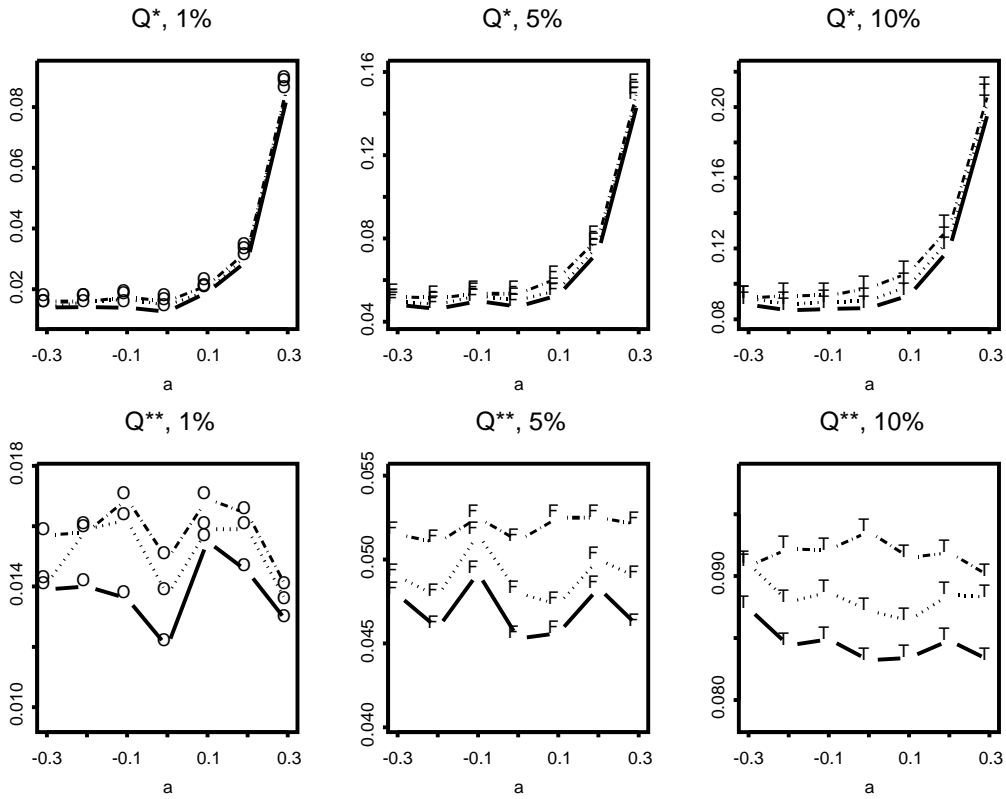 Q*, 1%
0.02 0.04 0.06 0.08
-0.3 -0.1 0.1 0.3
a
Q*, 5%
0.04 0.08 0.12 0.16
-0.3 -0.1 0.1 0.3
a
Q*, 10%
0.08 0.12 0.16 0.20
-0.3 -0.1 0.1 0.3
a
Q**, 1%
0.010 0.014 0.018
-0.3 -0.1 0.1 0.3
a
Q**, 5%
0.040 0.045 0.050 0.055
-0.3 -0.1 0.1 0.3
a
Q**, 10%
0.080 0.090
-0.3 -0.1 0.1 0.3
a